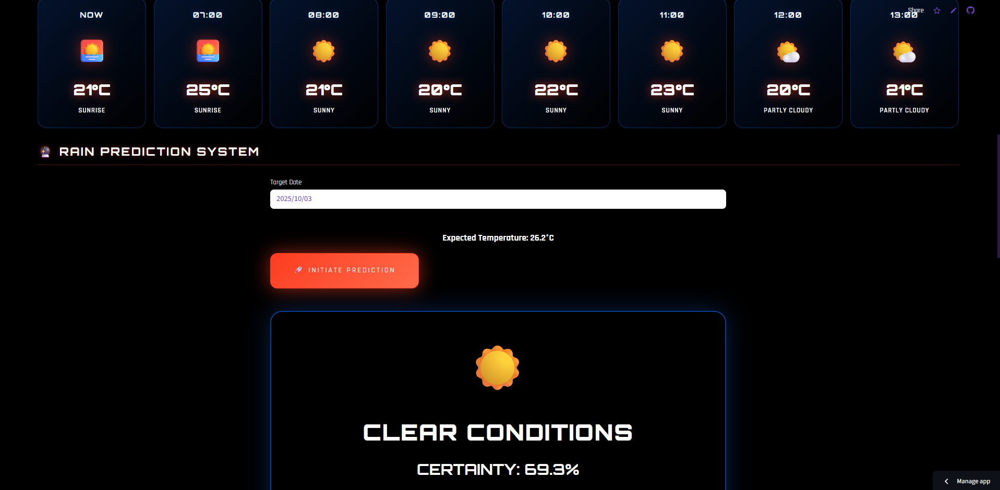 Share
NOW 07:00 08:00 09:00 10:00 11:00 12:00 13:00
21°C 25°C 21°C 20°C 22°C 23°C 20°C 21°C
SUNRISE SUNRISE SUNNY SUNNY SUNNY SUNNY PARTLY CLOUDY PARTLY CLOUDY
RAIN PREDICTION SYSTEM
Target Date
2025/10/03
Expected Temperature: 26.2°C
INITIATE PREDICTION
CLEAR CONDITIONS
CERTAINTY: 69.3%
Manage app